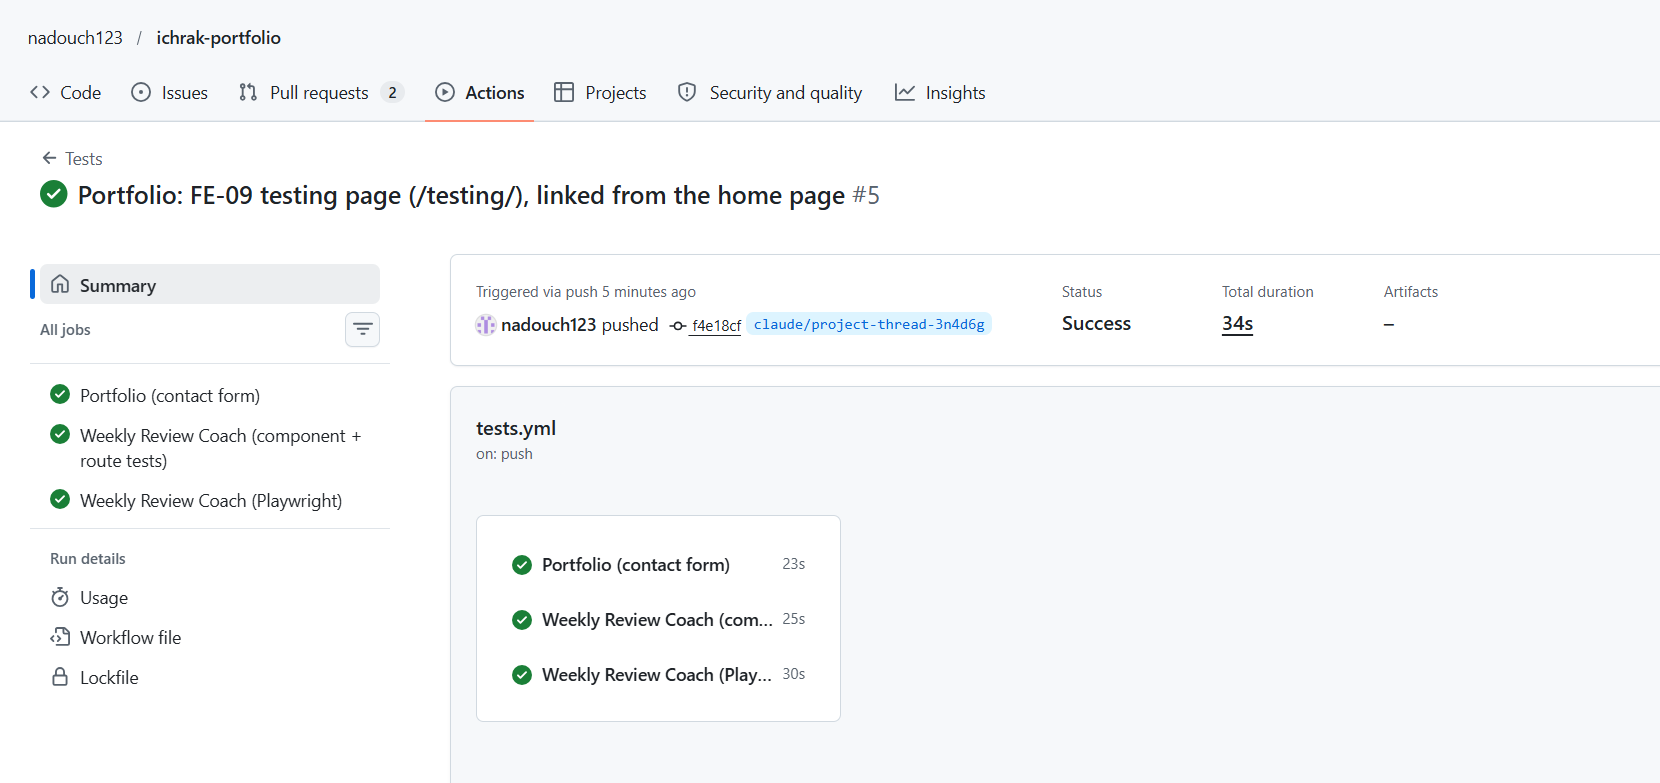 nadouch123 / ichrak-portfolio
Code Issues Pull requests 2 Actions Projects Security and quality Insights
← Tests
Portfolio: FE-09 testing page (/testing/), linked from the home page #5
Summary
All jobs
Portfolio (contact form)
Weekly Review Coach (component +
route tests)
Weekly Review Coach (Playwright)
Run details
Usage
Workflow file
Lockfile
Triggered via push 5 minutes ago
nadouch123 pushed f4e18cf claude/project-thread-3n4d6g
Status
Success
Total duration
34s
Artifacts
–
tests.yml
on: push
Portfolio (contact form) 23s
Weekly Review Coach (com... 25s
Weekly Review Coach (Play... 30s